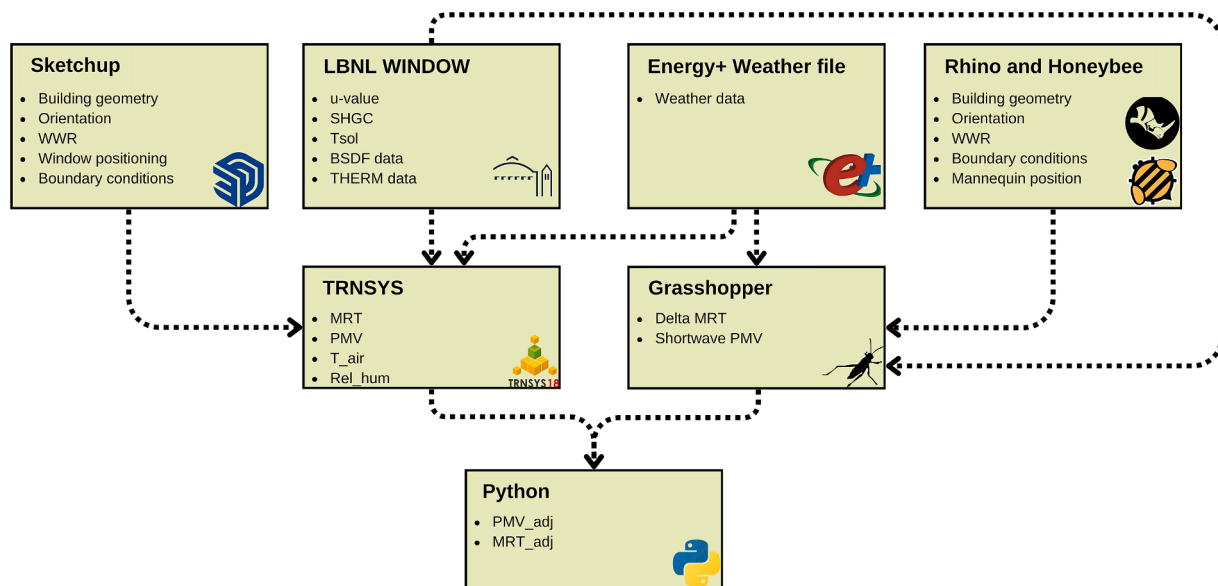 Sketchup
• Building geometry
• Orientation
• WWR
• Window positioning
• Boundary conditions
LBNL WINDOW
• u-value
• SHGC
• Tsol
• BSDF data
• THERM data
Energy+ Weather file
• Weather data
e+
Rhino and Honeybee
• Building geometry
• Orientation
• WWR
• Boundary conditions
• Mannequin position
TRNSYS
• MRT
• PMV
• T_air
• Rel_hum
TRNSYS 18
Grasshopper
• Delta MRT
• Shortwave PMV
Python
• PMV_adj
• MRT_adj